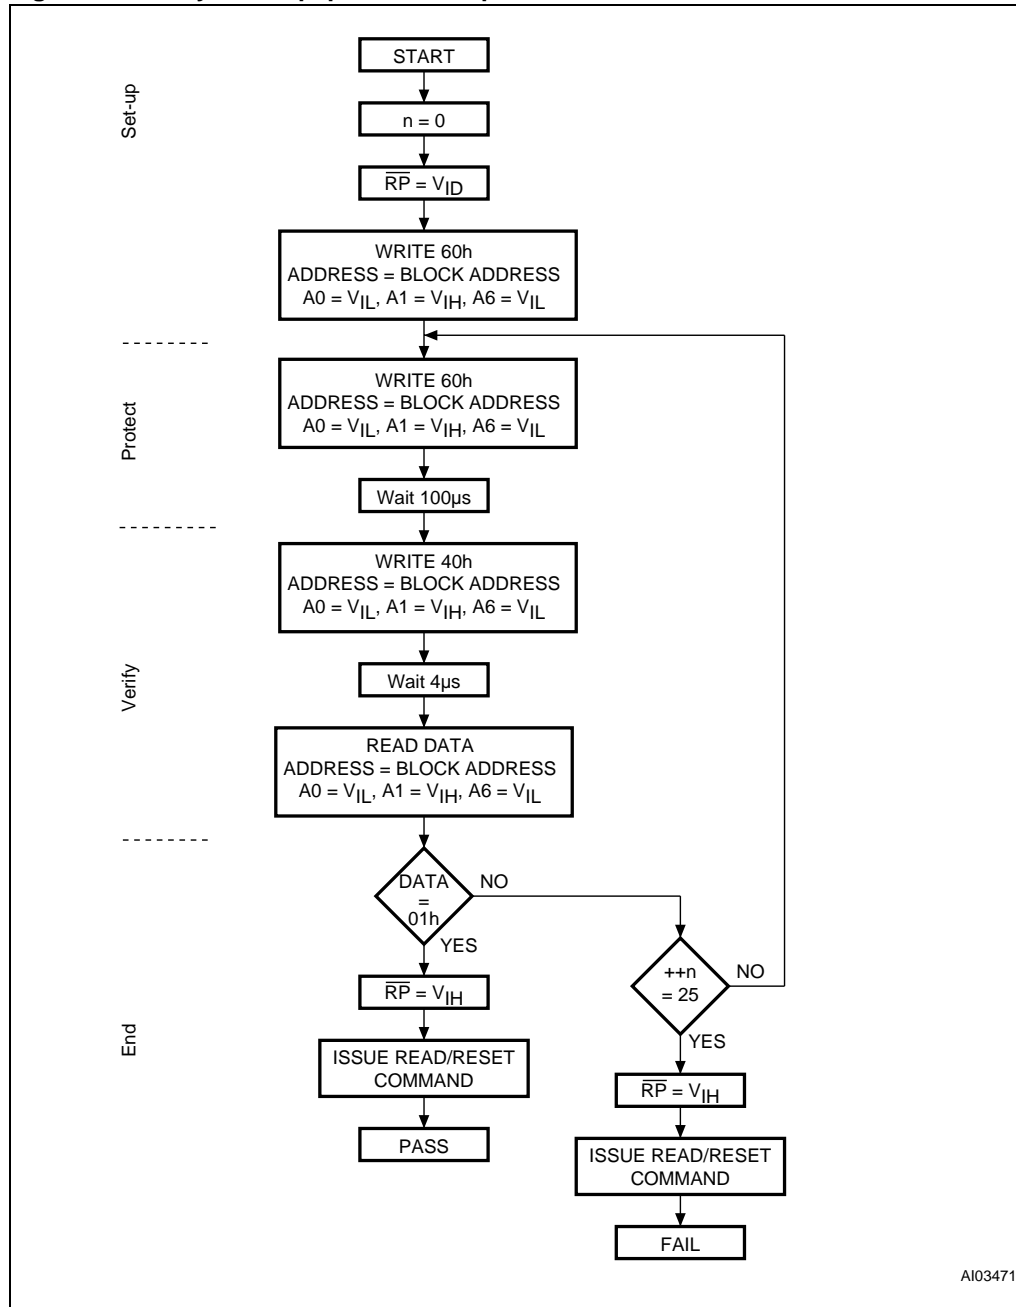 Set-up
START
n = 0
RP = VID
WRITE 60h
ADDRESS = BLOCK ADDRESS
A0 = VIL, A1 = VIH, A6 = VIL
Protect
WRITE 60h
ADDRESS = BLOCK ADDRESS
A0 = VIL, A1 = VIH, A6 = VIL
Wait 100µs
Verify
WRITE 40h
ADDRESS = BLOCK ADDRESS
A0 = VIL, A1 = VIH, A6 = VIL
Wait 4µs
READ DATA
ADDRESS = BLOCK ADDRESS
A0 = VIL, A1 = VIH, A6 = VIL
End
DATA
=
01h
NO
YES
RP = VIH
ISSUE READ/RESET
COMMAND
PASS
++n
= 25
NO
YES
RP = VIH
ISSUE READ/RESET
COMMAND
FAIL
AI03471